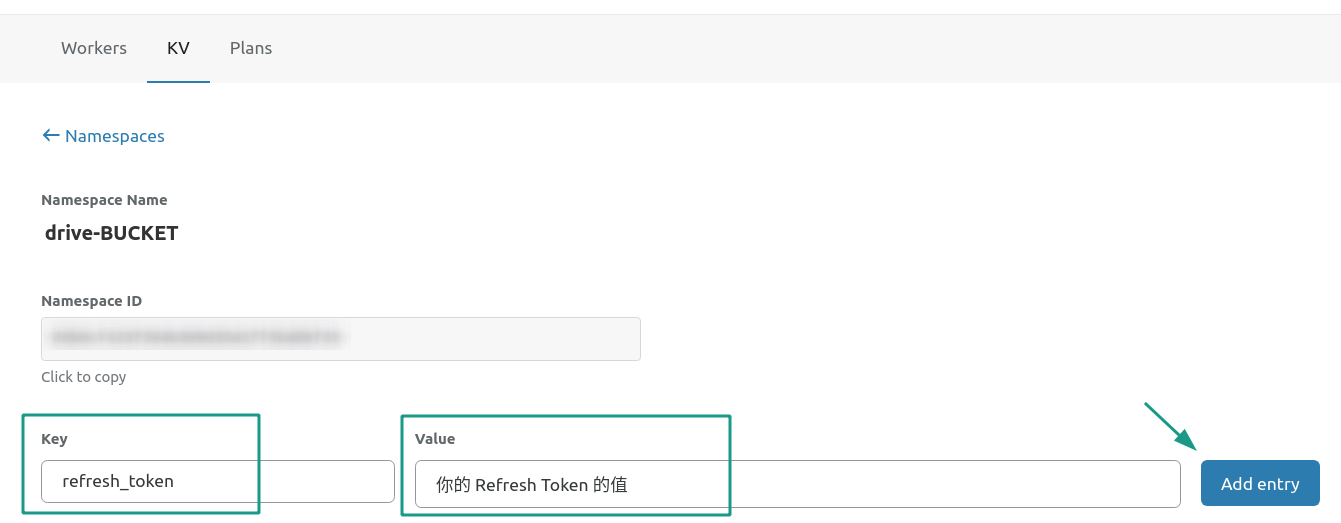 Workers KV Plans
← Namespaces
Namespace Name
drive-BUCKET
Namespace ID
Click to copy
Key Value
refresh_token 你的 Refresh Token 的值 Add entry